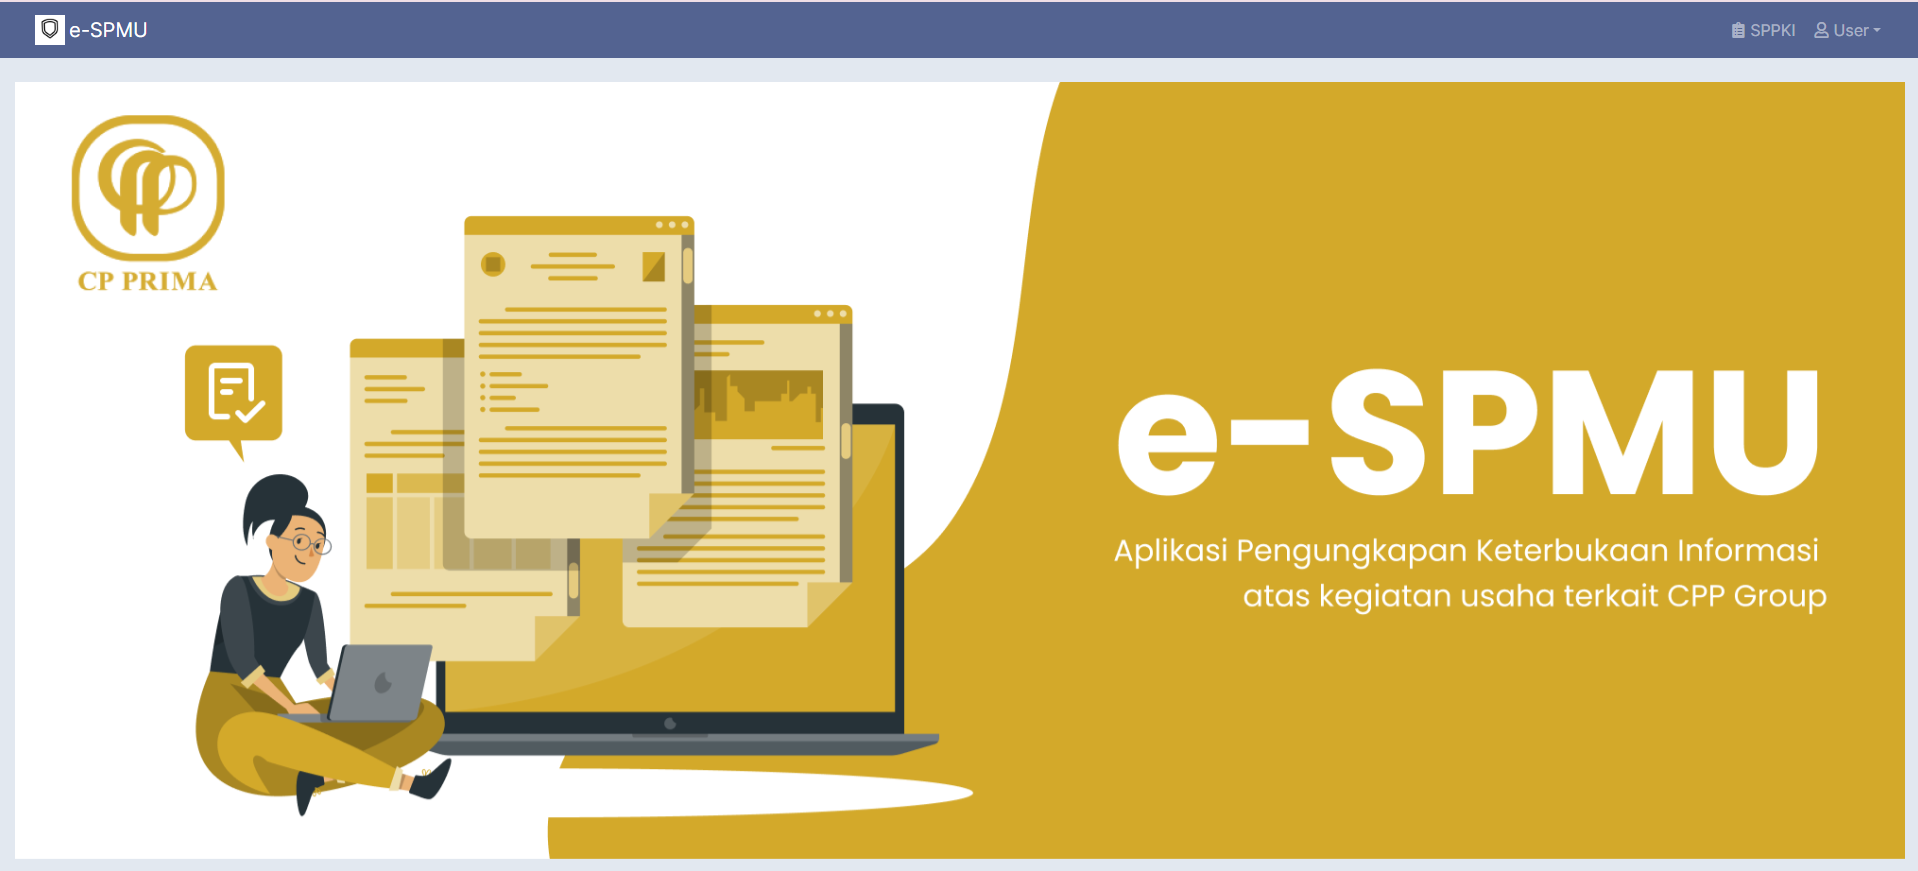 e-SPMU
SPPKI
User
CP PRIMA
e-SPMU
Aplikasi Pengungkapan Keterbukaan Informasi
atas kegiatan usaha terkait CPP Group